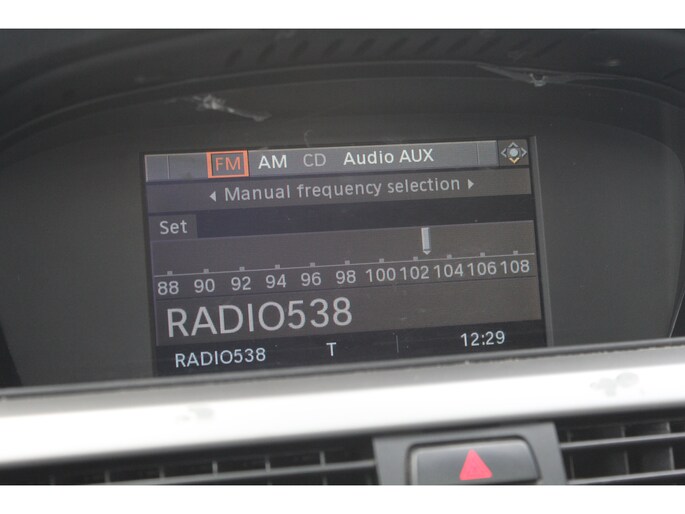 FM AM CD Audio AUX
Manual frequency selection
Set
88 90 92 94 96 98 100 102 104 106 108
RADIO538
RADIO538 T 12:29